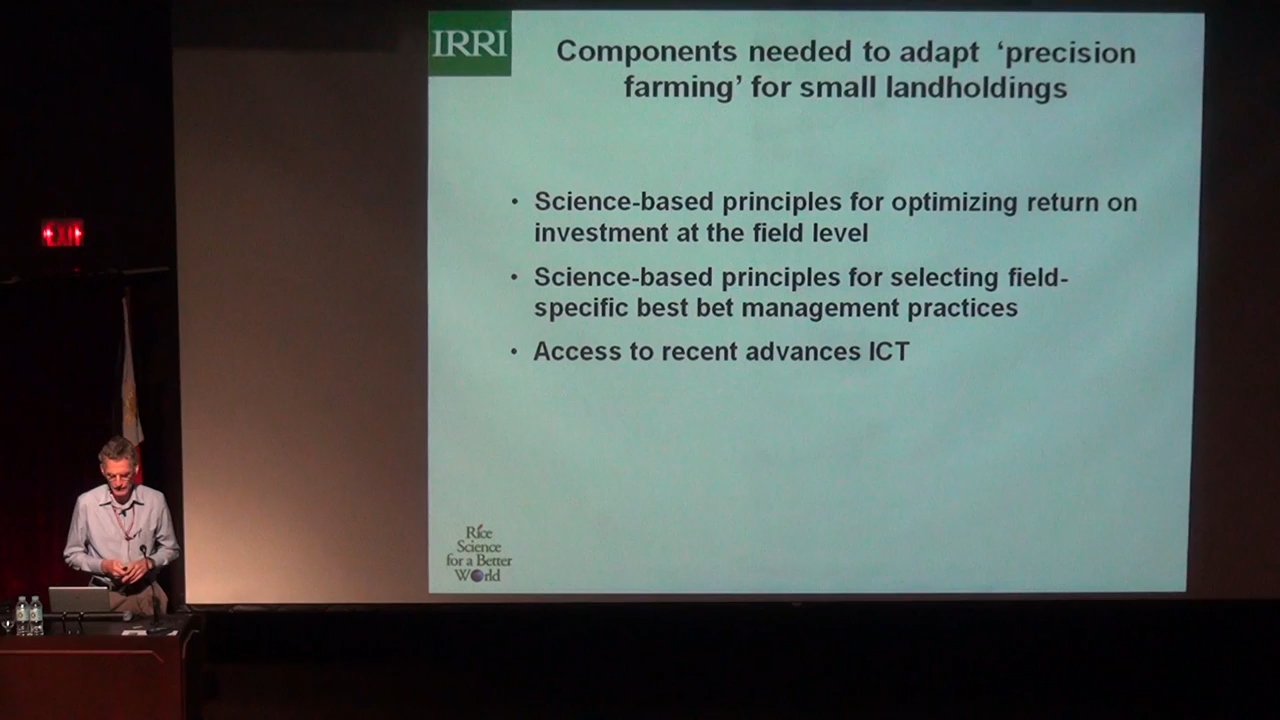 IRRI
Components needed to adapt ‘precision
farming’ for small landholdings
• Science-based principles for optimizing return on
investment at the field level
• Science-based principles for selecting field-
specific best bet management practices
• Access to recent advances ICT
EXIT
Rice
Science
for a Better
World